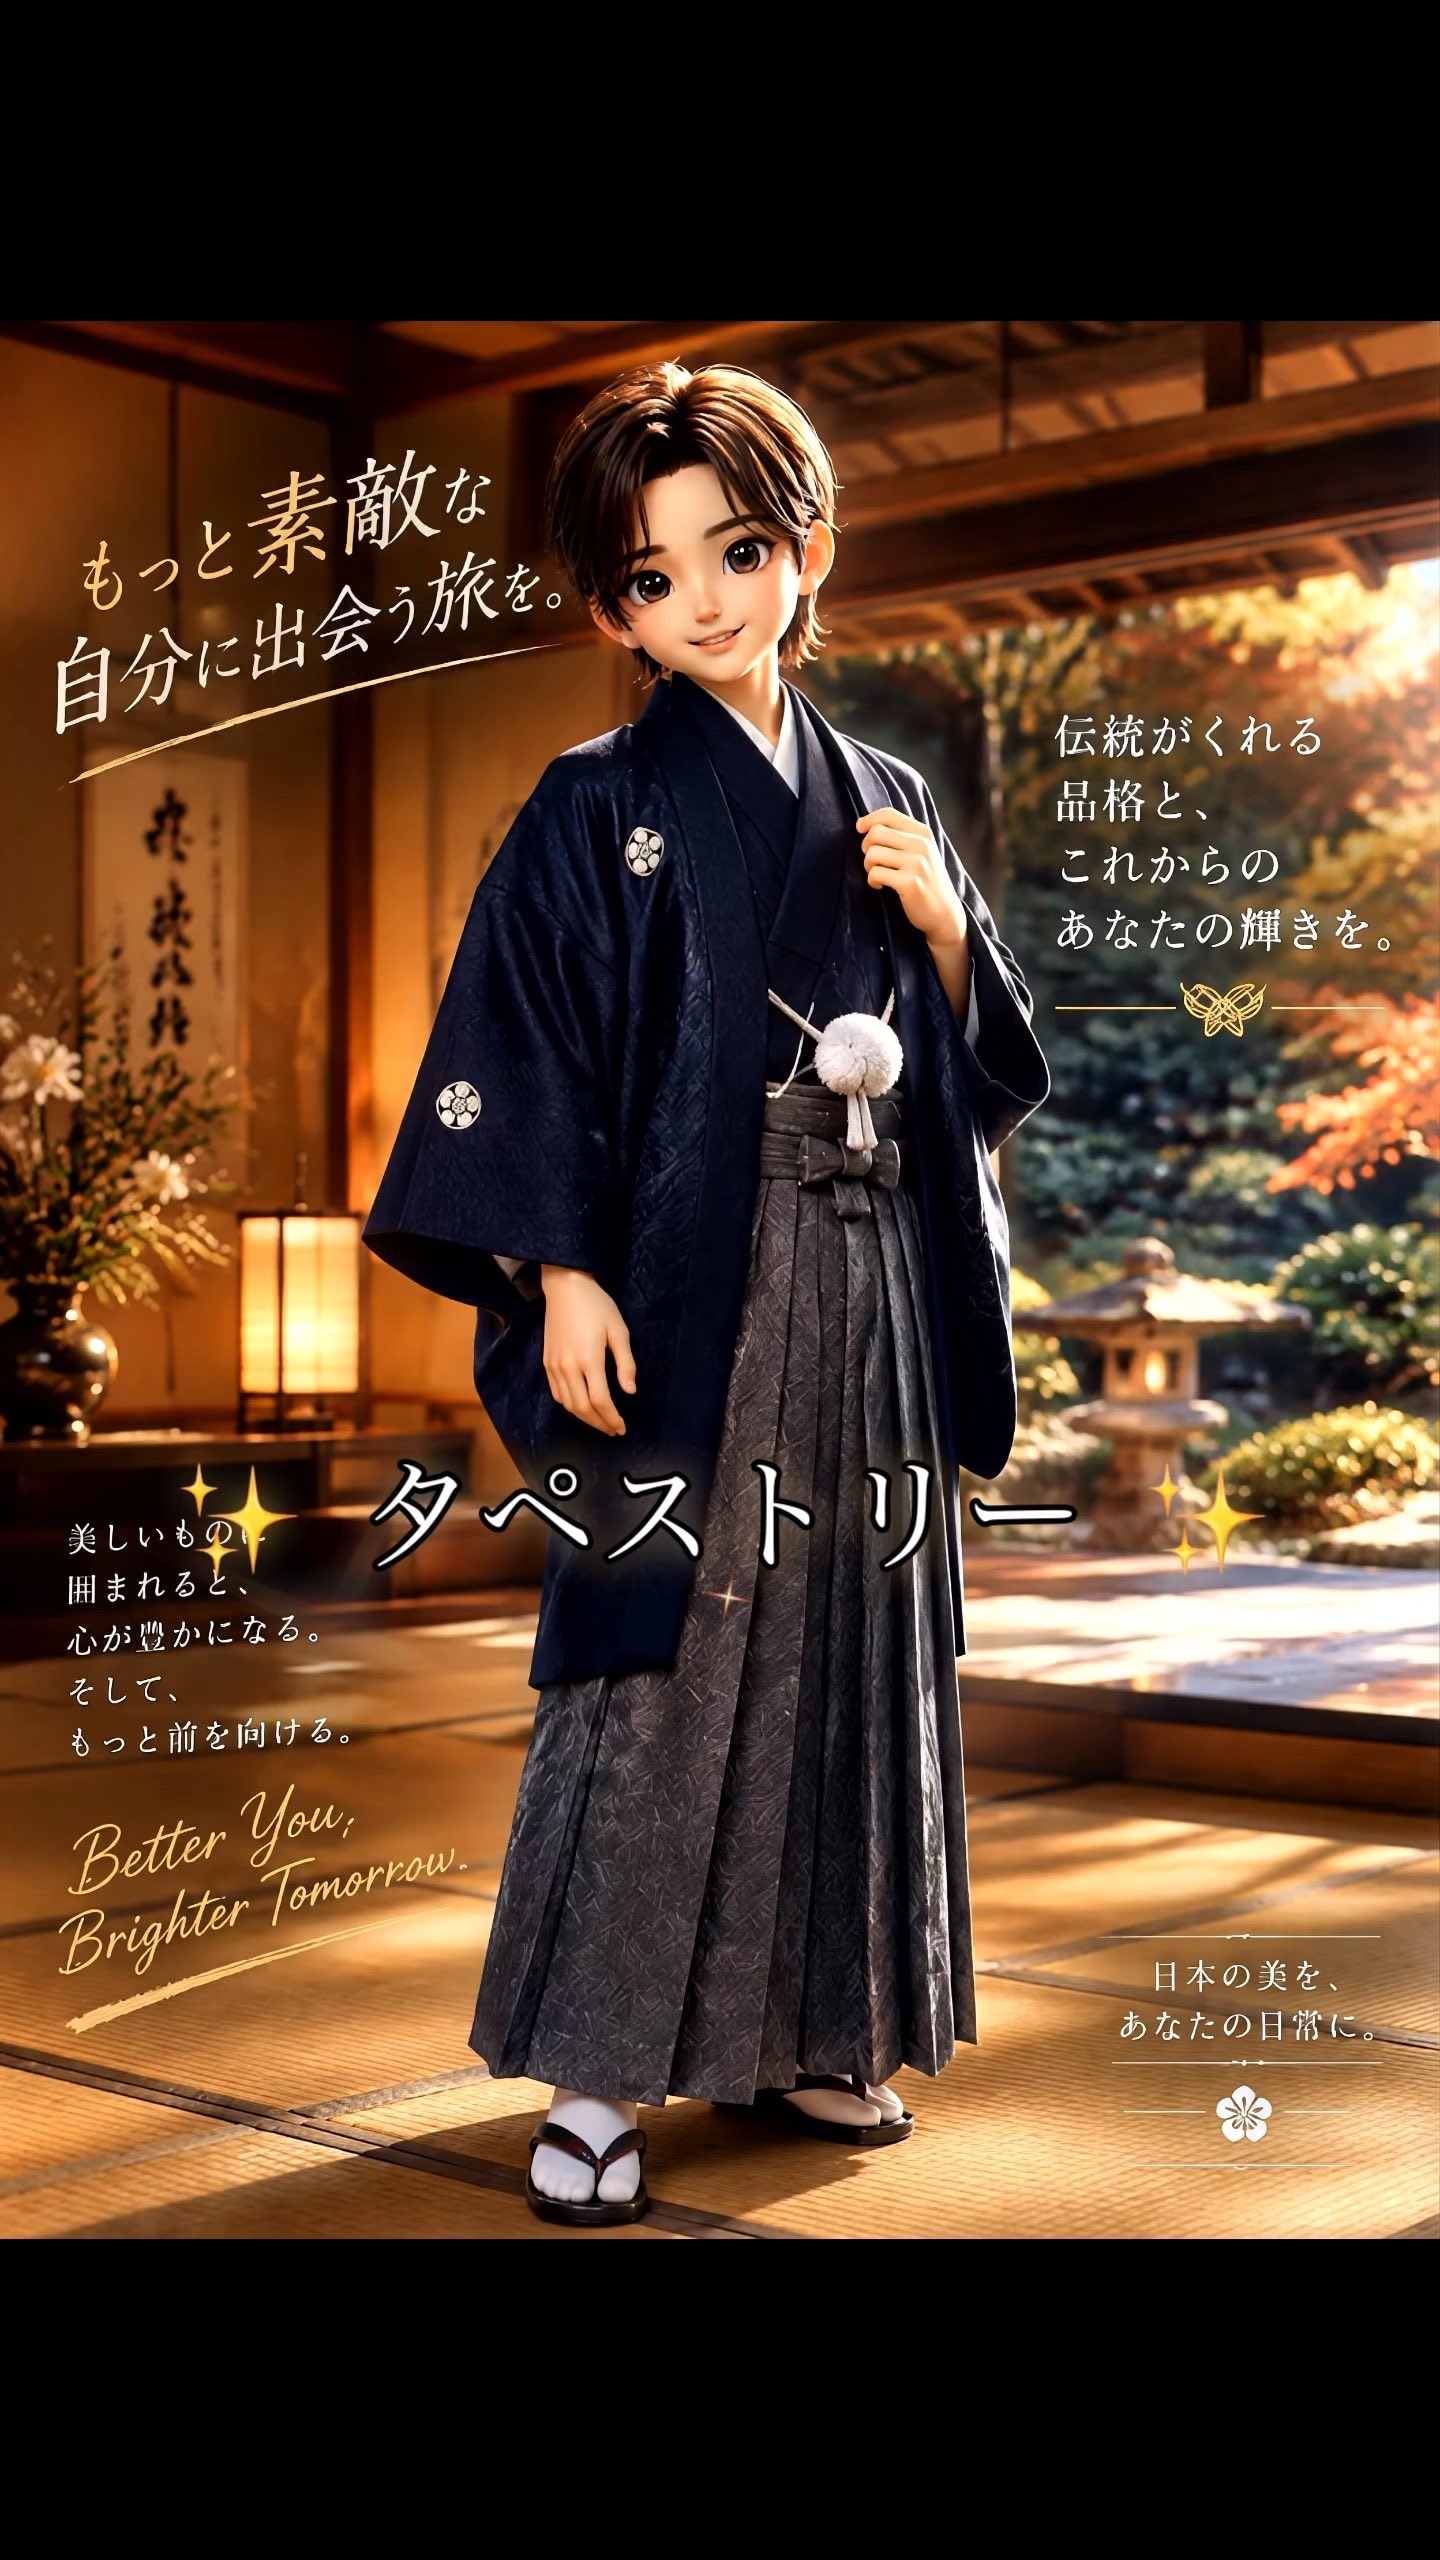 もっと素敵な
自分に出会う旅を。
伝統がくれる
品格と、
これからの
あなたの輝きを。
✨ タペストリー ✨
美しいものに
囲まれると、
心が豊かになる。
そして、
もっと前を向ける。
Better You,
Brighter Tomorrow.
日本の美を、
あなたの日常に。